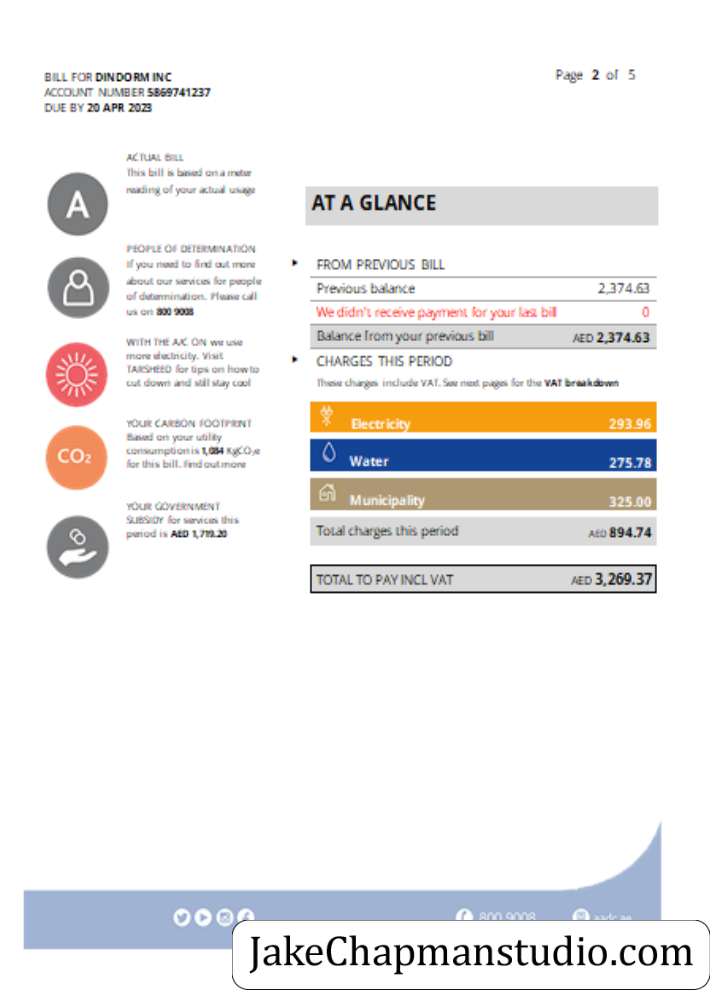 BILL FOR DINDORM INC
ACCOUNT NUMBER 5869741237
DUE BY 20 APR 2023
Page 2 of 5
ACTUAL BILL
This bill is based on a meter
reading of your actual usage
A
PEOPLE OF DETERMINATION
If you need to find out more
about our services for people
of determination. Please call
us on 800 9008
WITH THE A/C ON we use
more electricity. Visit
TARSHEED for tips on how to
cut down and still stay cool
YOUR CARBON FOOTPRINT
Based on your utility
consumption is 1,084 KgCO₂e
for this bill. Find out more
CO₂
YOUR GOVERNMENT
SUBSIDY for services this
period is AED 1,719.20
AT A GLANCE
FROM PREVIOUS BILL
Previous balance 2,374.63
We didn't receive payment for your last bill 0
Balance from your previous bill AED 2,374.63
CHARGES THIS PERIOD
These charges include VAT. See next pages for the VAT breakdown
Electricity 293.96
Water 275.78
Municipality 325.00
Total charges this period AED 894.74
TOTAL TO PAY INCL VAT AED 3,269.37
800 9008
JakeChapmanstudio.com